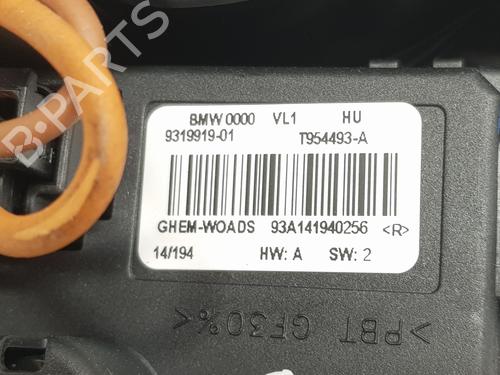 BMW 0000 VL1 HU
9319919-01 T954493-A
GHEM-WOADS 93A141940256 <R>
14/194 HW: A SW: 2
>PBT GF30%<
B-PARTS